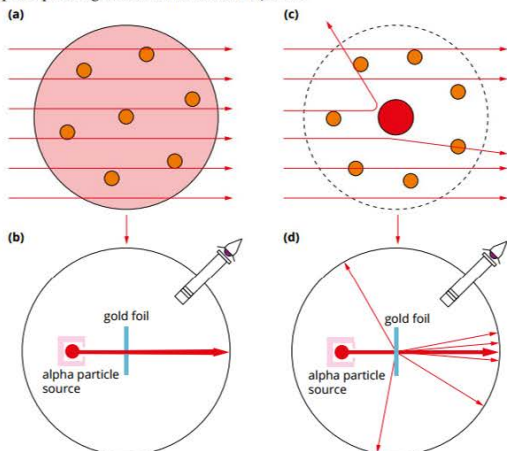 (a)
(c)
(b)
(d)
gold foil
gold foil
alpha particle
source
alpha particle
source